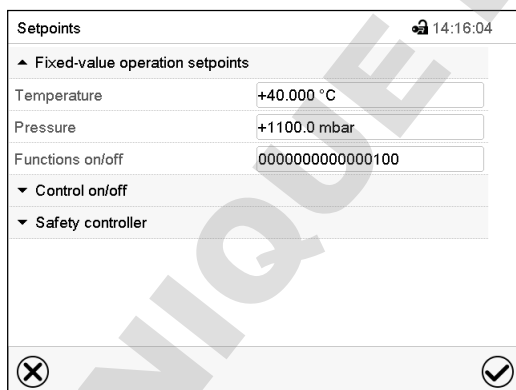 Setpoints 14:16:04
Fixed-value operation setpoints
Temperature +40.000 °C
Pressure +1100.0 mbar
Functions on/off 0000000000000100
Control on/off
Safety controller
NIQUE